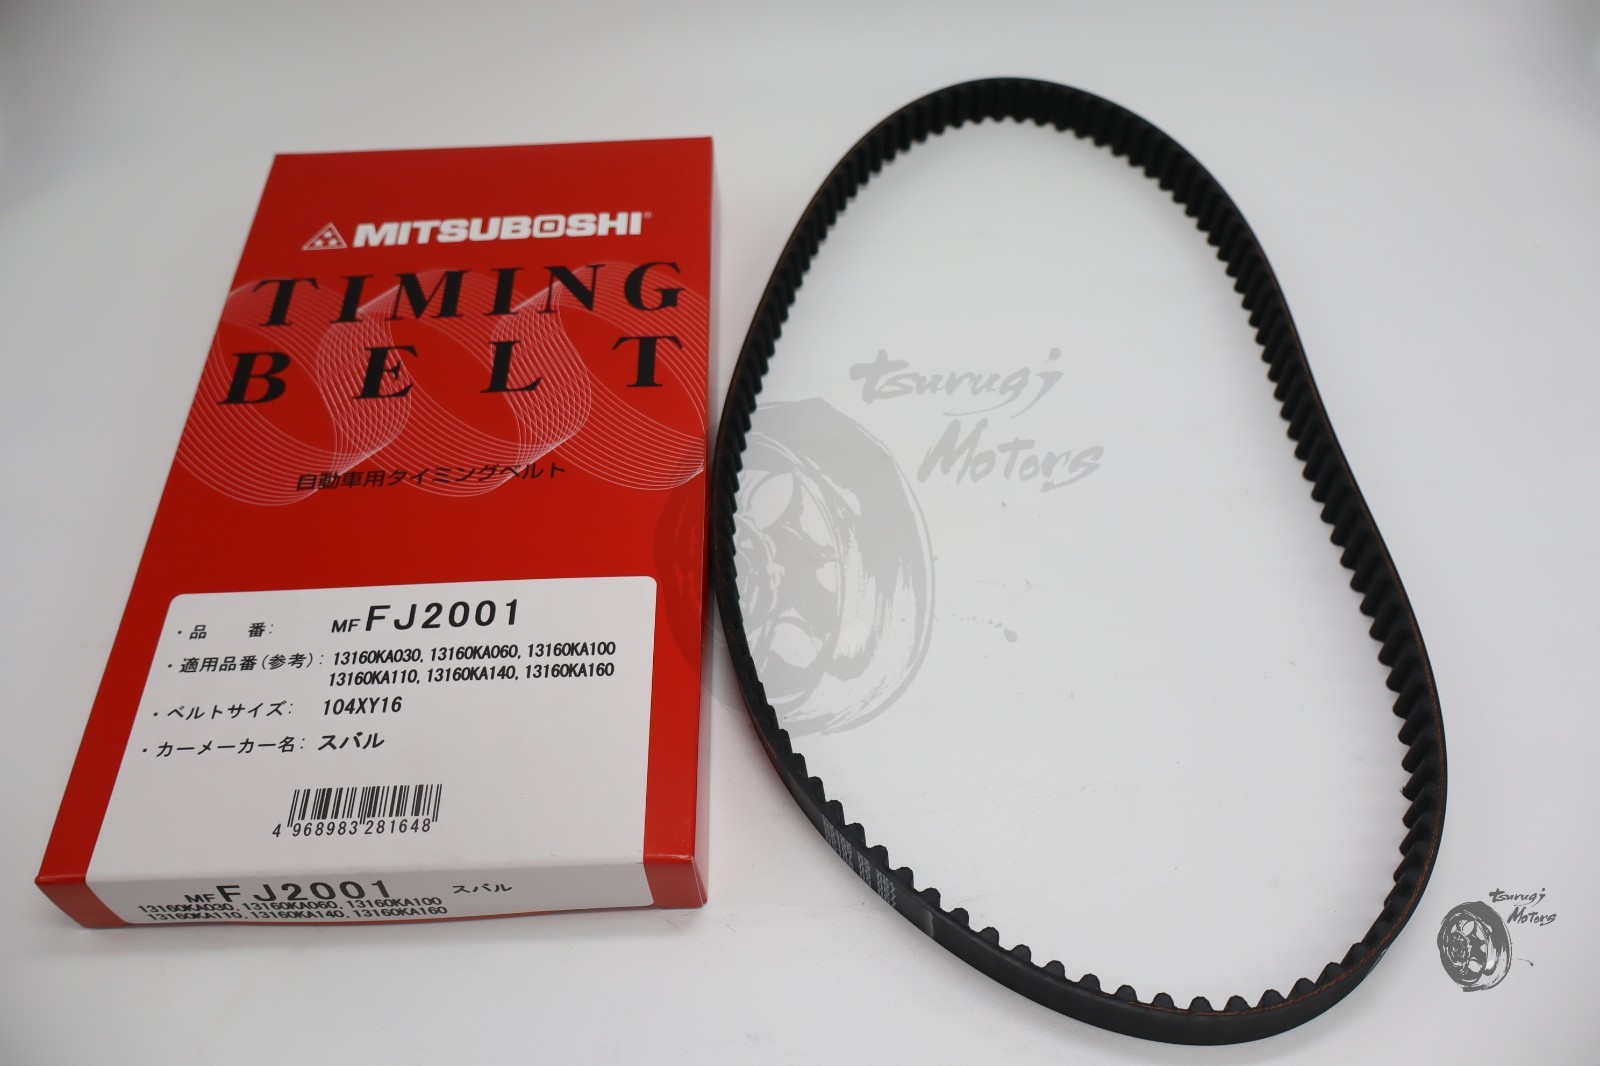 MITSUBOSHI®
TIMING
BELT
自動車用タイミングベルト
・品 番: MF FJ2001
・適用品番(参考): 13160KA030, 13160KA060, 13160KA100
13160KA110, 13160KA140, 13160KA160
・ベルトサイズ: 104XY16
・カーメーカー名: スバル
4 968983 281648
MF FJ2001 スバル
13160KA030, 13160KA060, 13160KA100
13160KA110, 13160KA140, 13160KA160
tsurugi
Motors
tsurugi
Motors